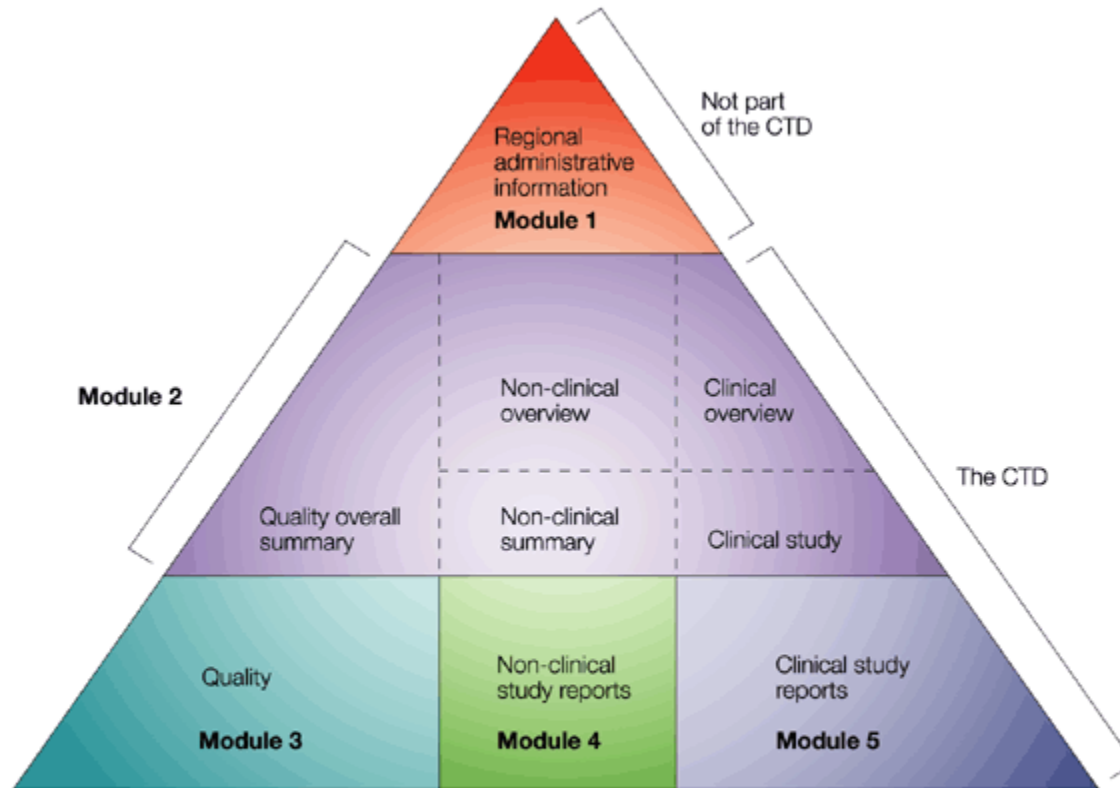 Not part
of the CTD
Regional
administrative
information
Module 1
Module 2
Non-clinical
overview
Clinical
overview
The CTD
Quality overall
summary
Non-clinical
summary
Clinical study
Quality
Module 3
Non-clinical
study reports
Module 4
Clinical study
reports
Module 5